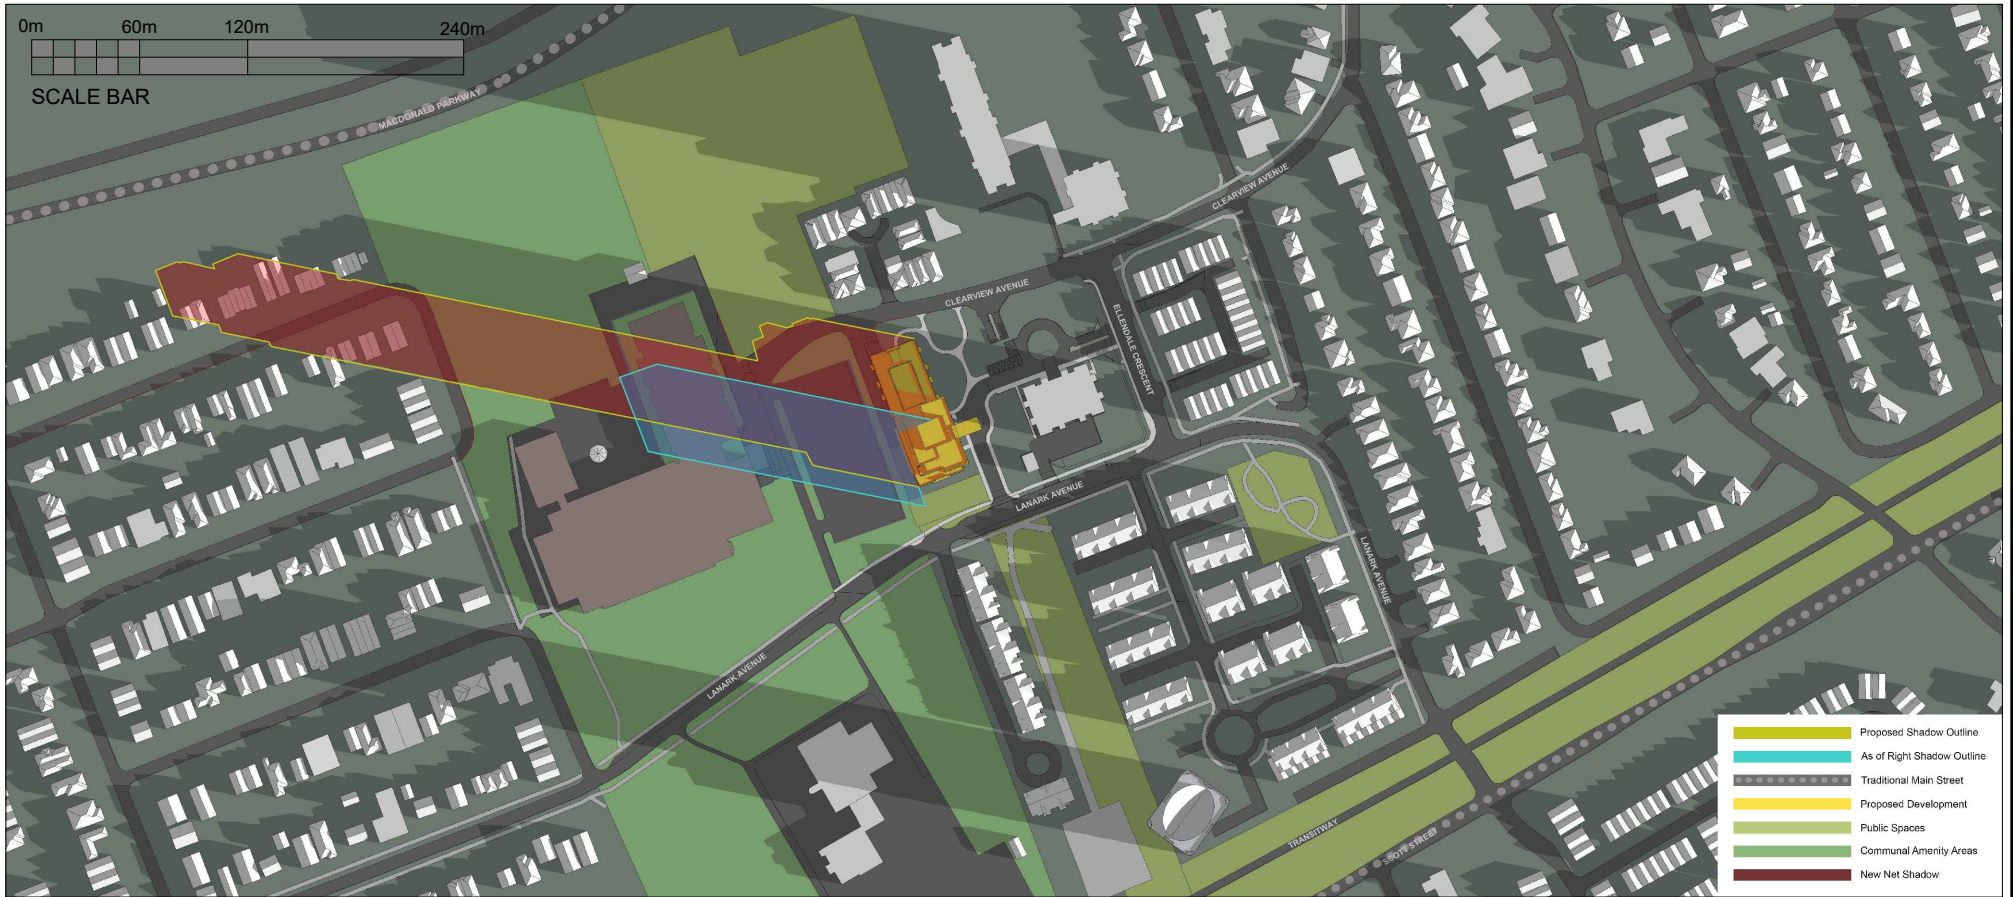 0m 60m 120m 240m
SCALE BAR
MACDONALD PARKWAY
CLEARVIEW AVENUE
CLEARVIEW AVENUE
ELLENDALE CRESCENT
LANARK AVENUE
LANARK AVENUE
LANARK AVENUE
TRANSITWAY
SCOTT STREET
Proposed Shadow Outline
As of Right Shadow Outline
Traditional Main Street
Proposed Development
Public Spaces
Communal Amenity Areas
New Net Shadow